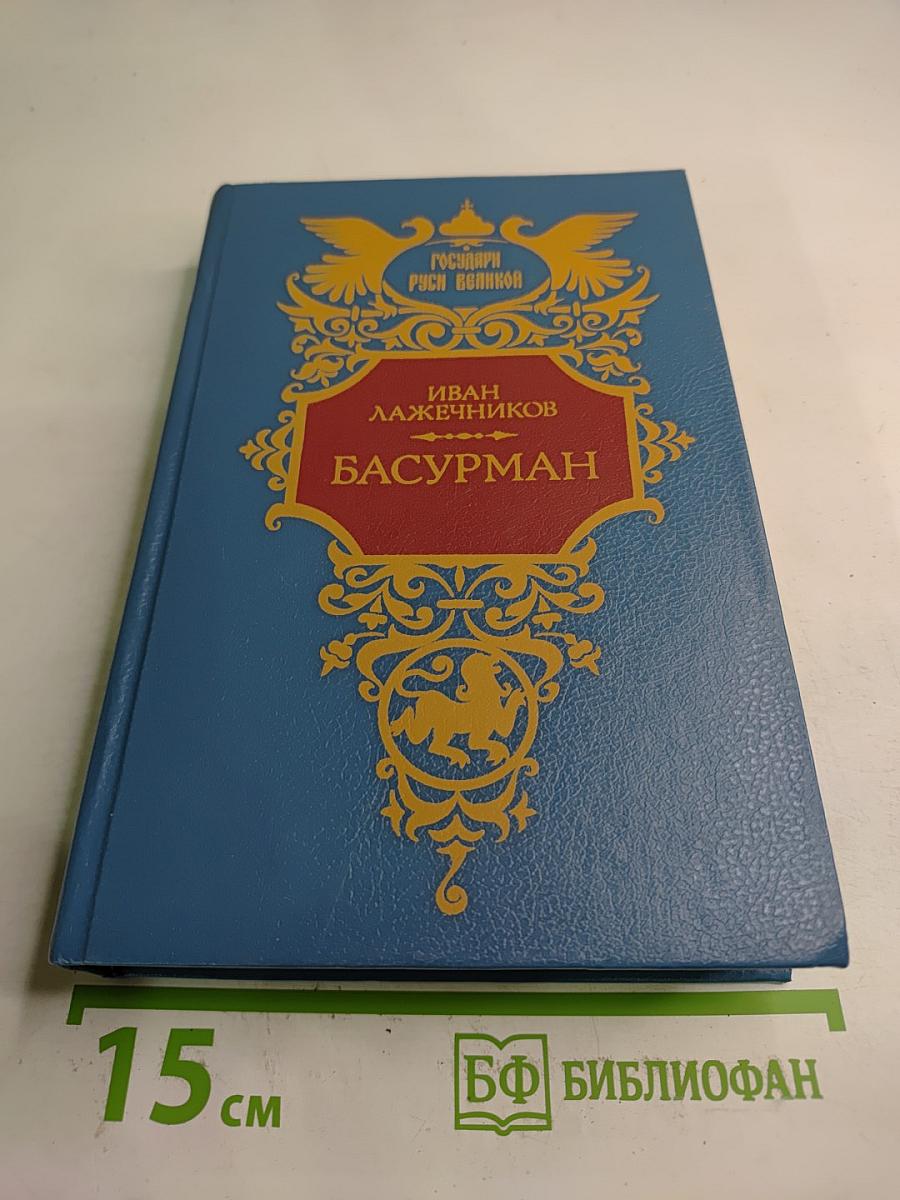 ГОСУДАРИ
РУСИ ВЕЛИКОЙ
ИВАН
ЛАЖЕЧНИКОВ
БАСУРМАН
15 см
БФ БИБЛИОФАН